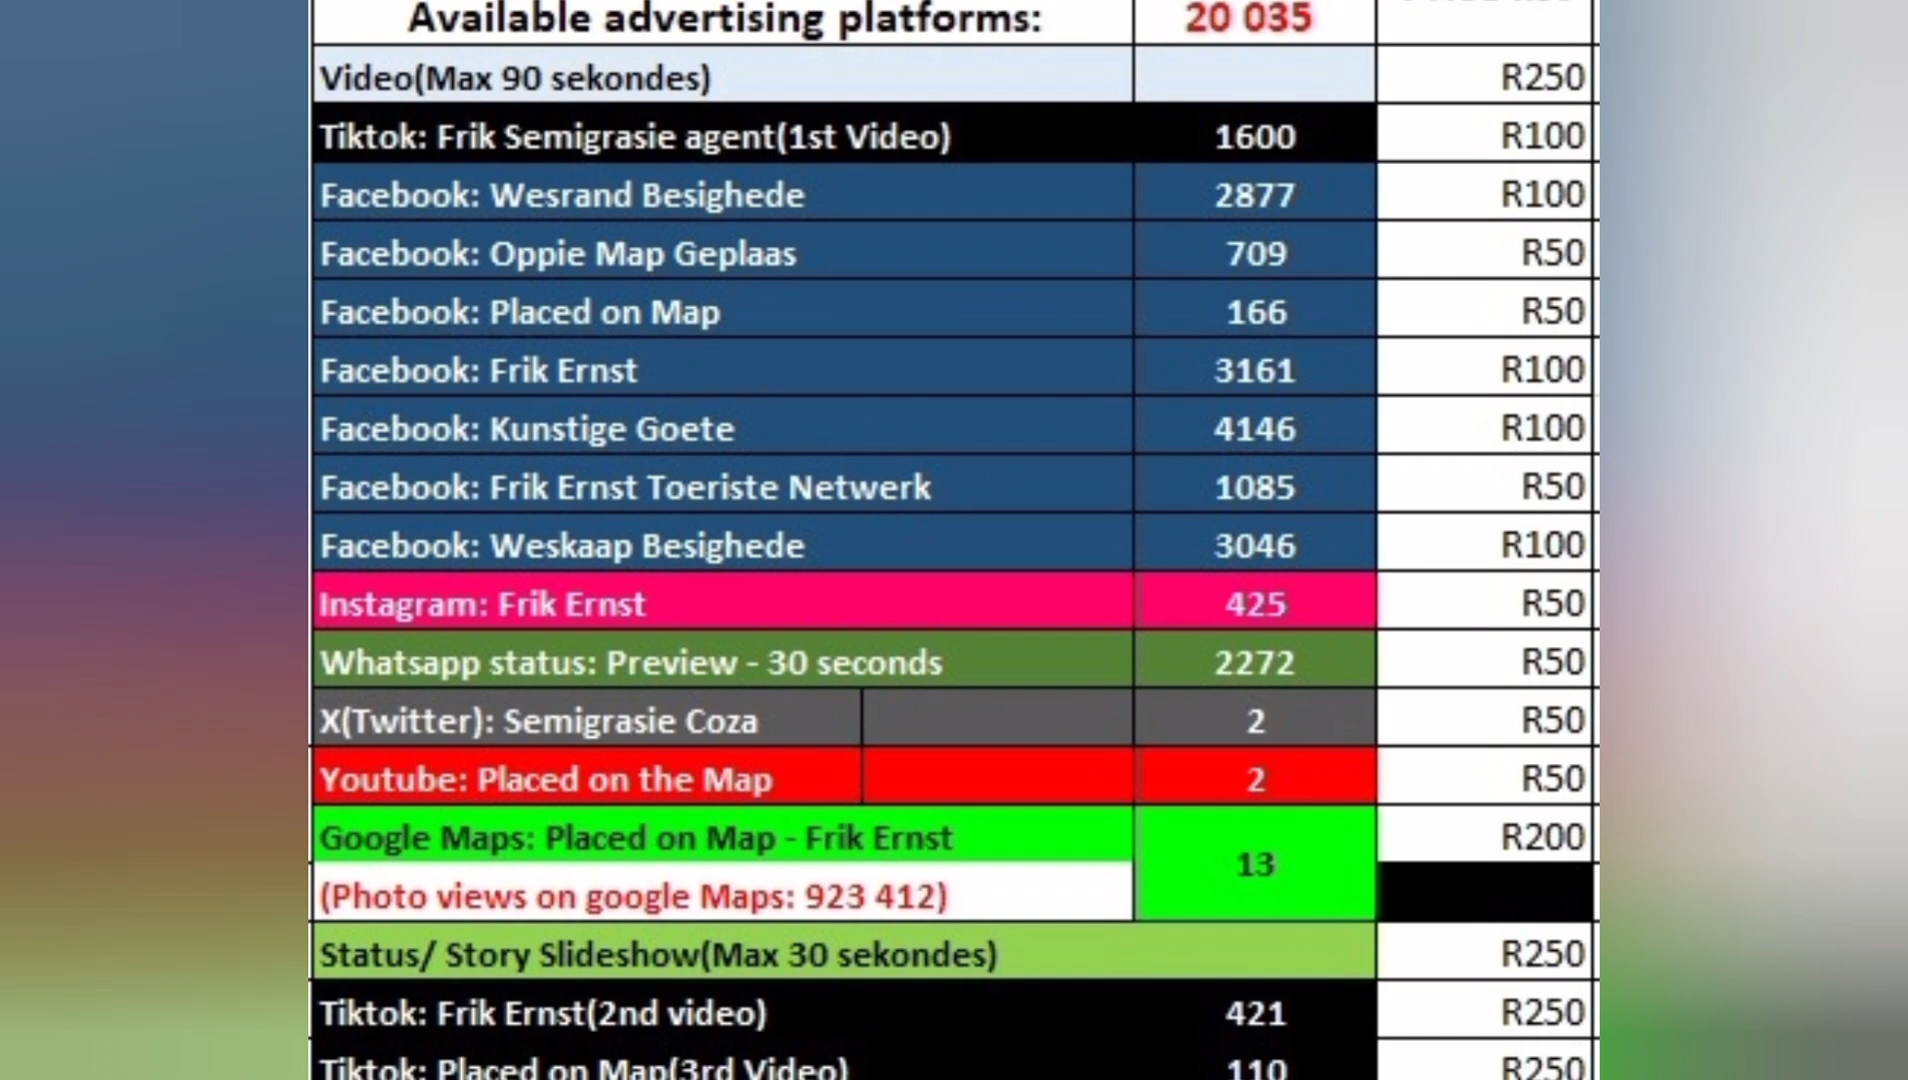 Available advertising platforms: 20 035
Video(Max 90 sekondes) R250
Tiktok: Frik Semigrasie agent(1st Video) 1600 R100
Facebook: Wesrand Besighede 2877 R100
Facebook: Oppie Map Geplaas 709 R50
Facebook: Placed on Map 166 R50
Facebook: Frik Ernst 3161 R100
Facebook: Kunstige Goete 4146 R100
Facebook: Frik Ernst Toeriste Netwerk 1085 R50
Facebook: Weskaap Besighede 3046 R100
Instagram: Frik Ernst 425 R50
Whatsapp status: Preview - 30 seconds 2272 R50
X(Twitter): Semigrasie Coza 2 R50
Youtube: Placed on the Map 2 R50
Google Maps: Placed on Map - Frik Ernst 13 R200
(Photo views on google Maps: 923 412)
Status/ Story Slideshow(Max 30 sekondes) R250
Tiktok: Frik Ernst(2nd video) 421 R250
Tiktok: Placed on Map(3rd Video) 110 R250